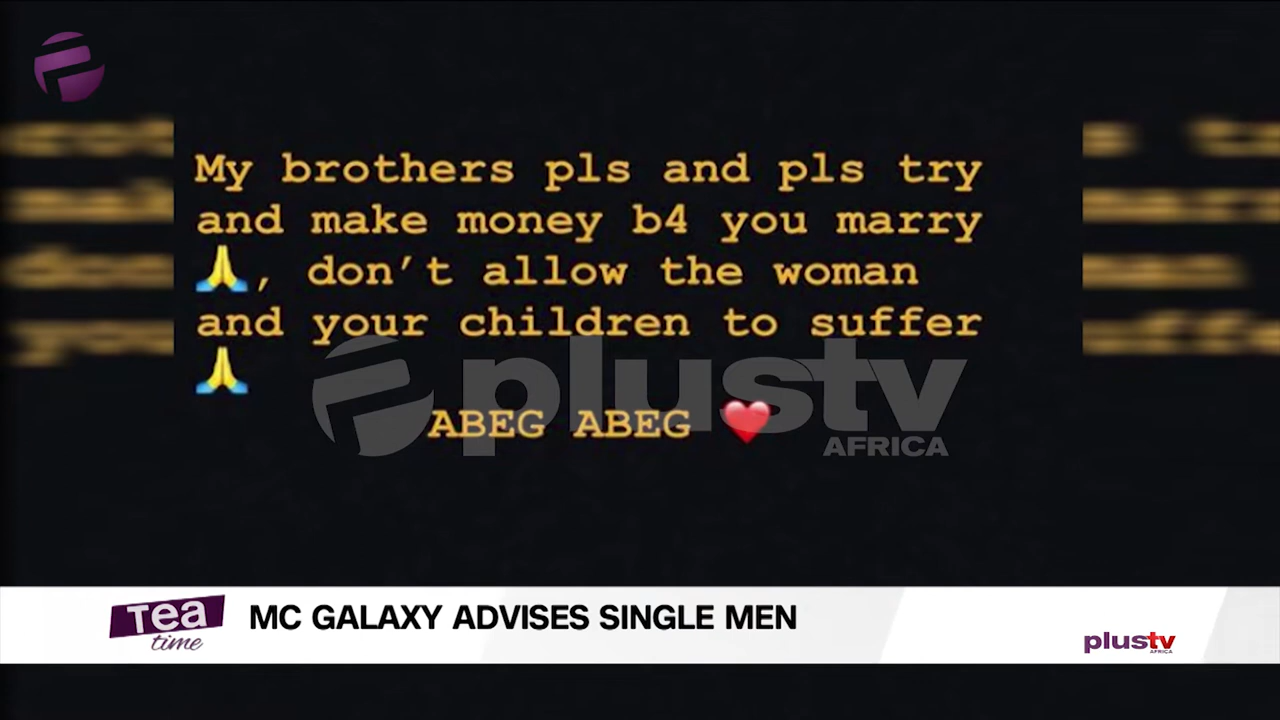 My brothers pls and pls try
and make money b4 you marry
🙏, don't allow the woman
and your children to suffer
🙏
ABEG ABEG ❤️
plustv
AFRICA
Tea
time
MC GALAXY ADVISES SINGLE MEN
plustv
AFRICA